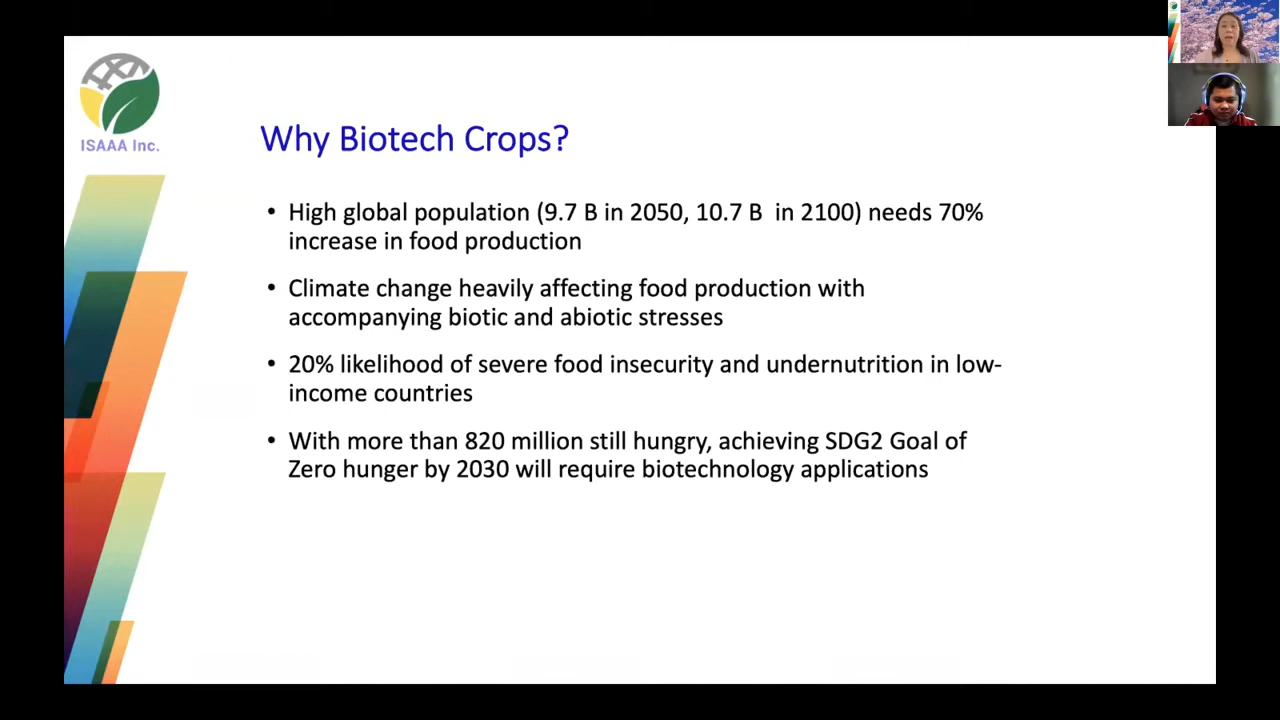 ISAAA Inc.
Why Biotech Crops?
• High global population (9.7 B in 2050, 10.7 B  in 2100) needs 70%
increase in food production
• Climate change heavily affecting food production with
accompanying biotic and abiotic stresses
• 20% likelihood of severe food insecurity and undernutrition in low-
income countries
• With more than 820 million still hungry, achieving SDG2 Goal of
Zero hunger by 2030 will require biotechnology applications